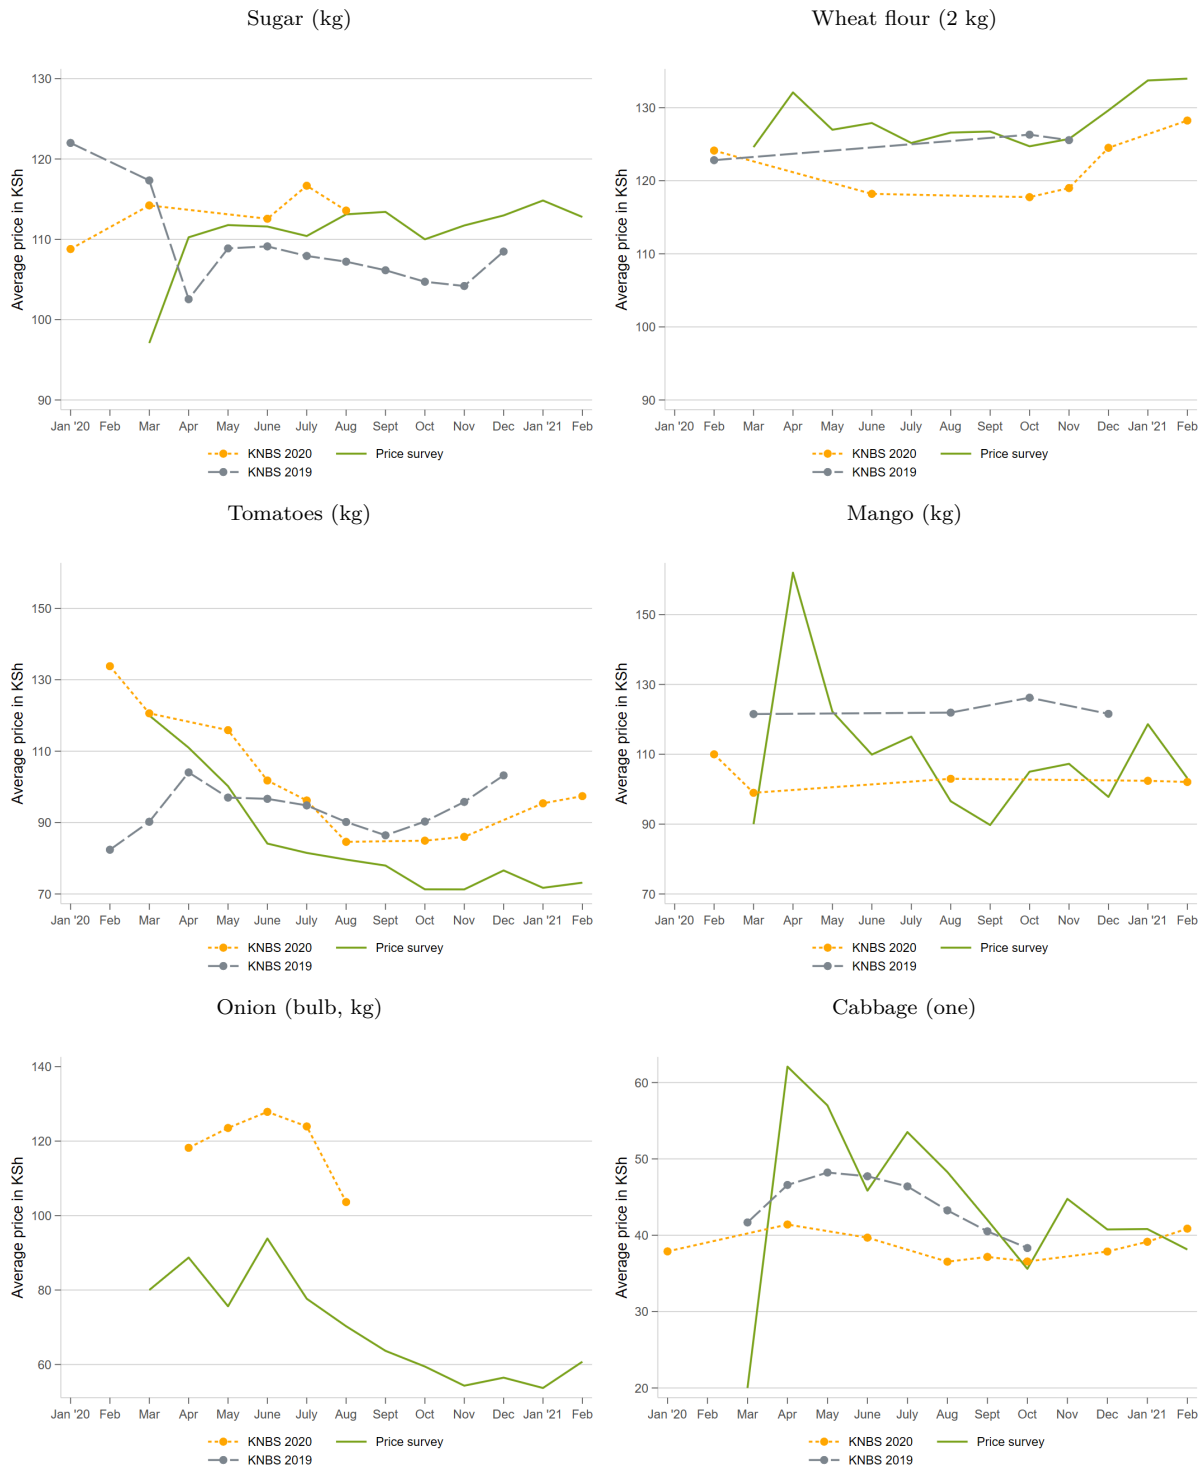 Sugar (kg)
Average price in KSh
130
120
110
100
90
Jan '20 Feb Mar Apr May June July Aug Sept Oct Nov Dec Jan '21 Feb
KNBS 2020 Price survey
KNBS 2019
Wheat flour (2 kg)
Average price in KSh
130
120
110
100
90
Jan '20 Feb Mar Apr May June July Aug Sept Oct Nov Dec Jan '21 Feb
KNBS 2020 Price survey
KNBS 2019
Tomatoes (kg)
Average price in KSh
150
130
110
90
70
Jan '20 Feb Mar Apr May June July Aug Sept Oct Nov Dec Jan '21 Feb
KNBS 2020 Price survey
KNBS 2019
Mango (kg)
Average price in KSh
150
130
110
90
70
Jan '20 Feb Mar Apr May June July Aug Sept Oct Nov Dec Jan '21 Feb
KNBS 2020 Price survey
KNBS 2019
Onion (bulb, kg)
Average price in KSh
140
120
100
80
60
Jan '20 Feb Mar Apr May June July Aug Sept Oct Nov Dec Jan '21 Feb
KNBS 2020 Price survey
KNBS 2019
Cabbage (one)
Average price in KSh
60
50
40
30
20
Jan '20 Feb Mar Apr May June July Aug Sept Oct Nov Dec Jan '21 Feb
KNBS 2020 Price survey
KNBS 2019